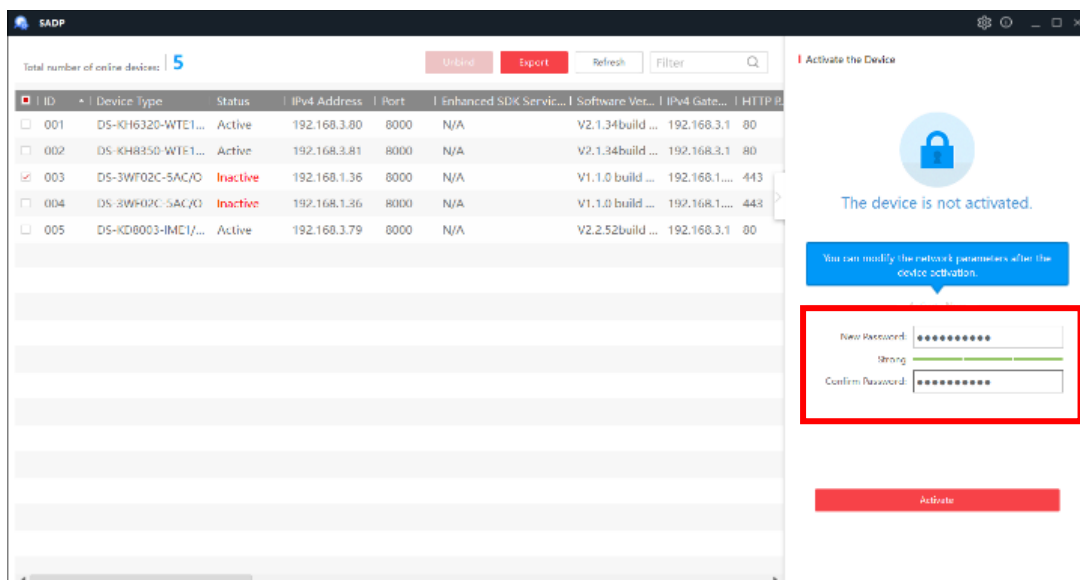 SADP
Total number of online devices: 5
Unbind Export Refresh Filter
ID Device Type Status IPv4 Address Port Enhanced SDK Servic... Software Ver... IPv4 Gate... HTTP P.
001 DS-KH6320-WTE1... Active 192.168.3.80 8000 N/A V2.1.34build ... 192.168.3.1 80
002 DS-KH8350-WTE1... Active 192.168.3.81 8000 N/A V2.1.34build ... 192.168.3.1 80
003 DS-3WF02C-5AC/O Inactive 192.168.1.36 8000 N/A V1.1.0 build ... 192.168.1.... 443
004 DS-3WF02C-5AC/O Inactive 192.168.1.36 8000 N/A V1.1.0 build ... 192.168.1.... 443
005 DS-KD8003-IME1/... Active 192.168.3.79 8000 N/A V2.2.52build ... 192.168.3.1 80
Activate the Device
The device is not activated.
You can modify the network parameters after the
device activation.
New Password: ●●●●●●●●●●
Strong
Confirm Password: ●●●●●●●●●●
Activate